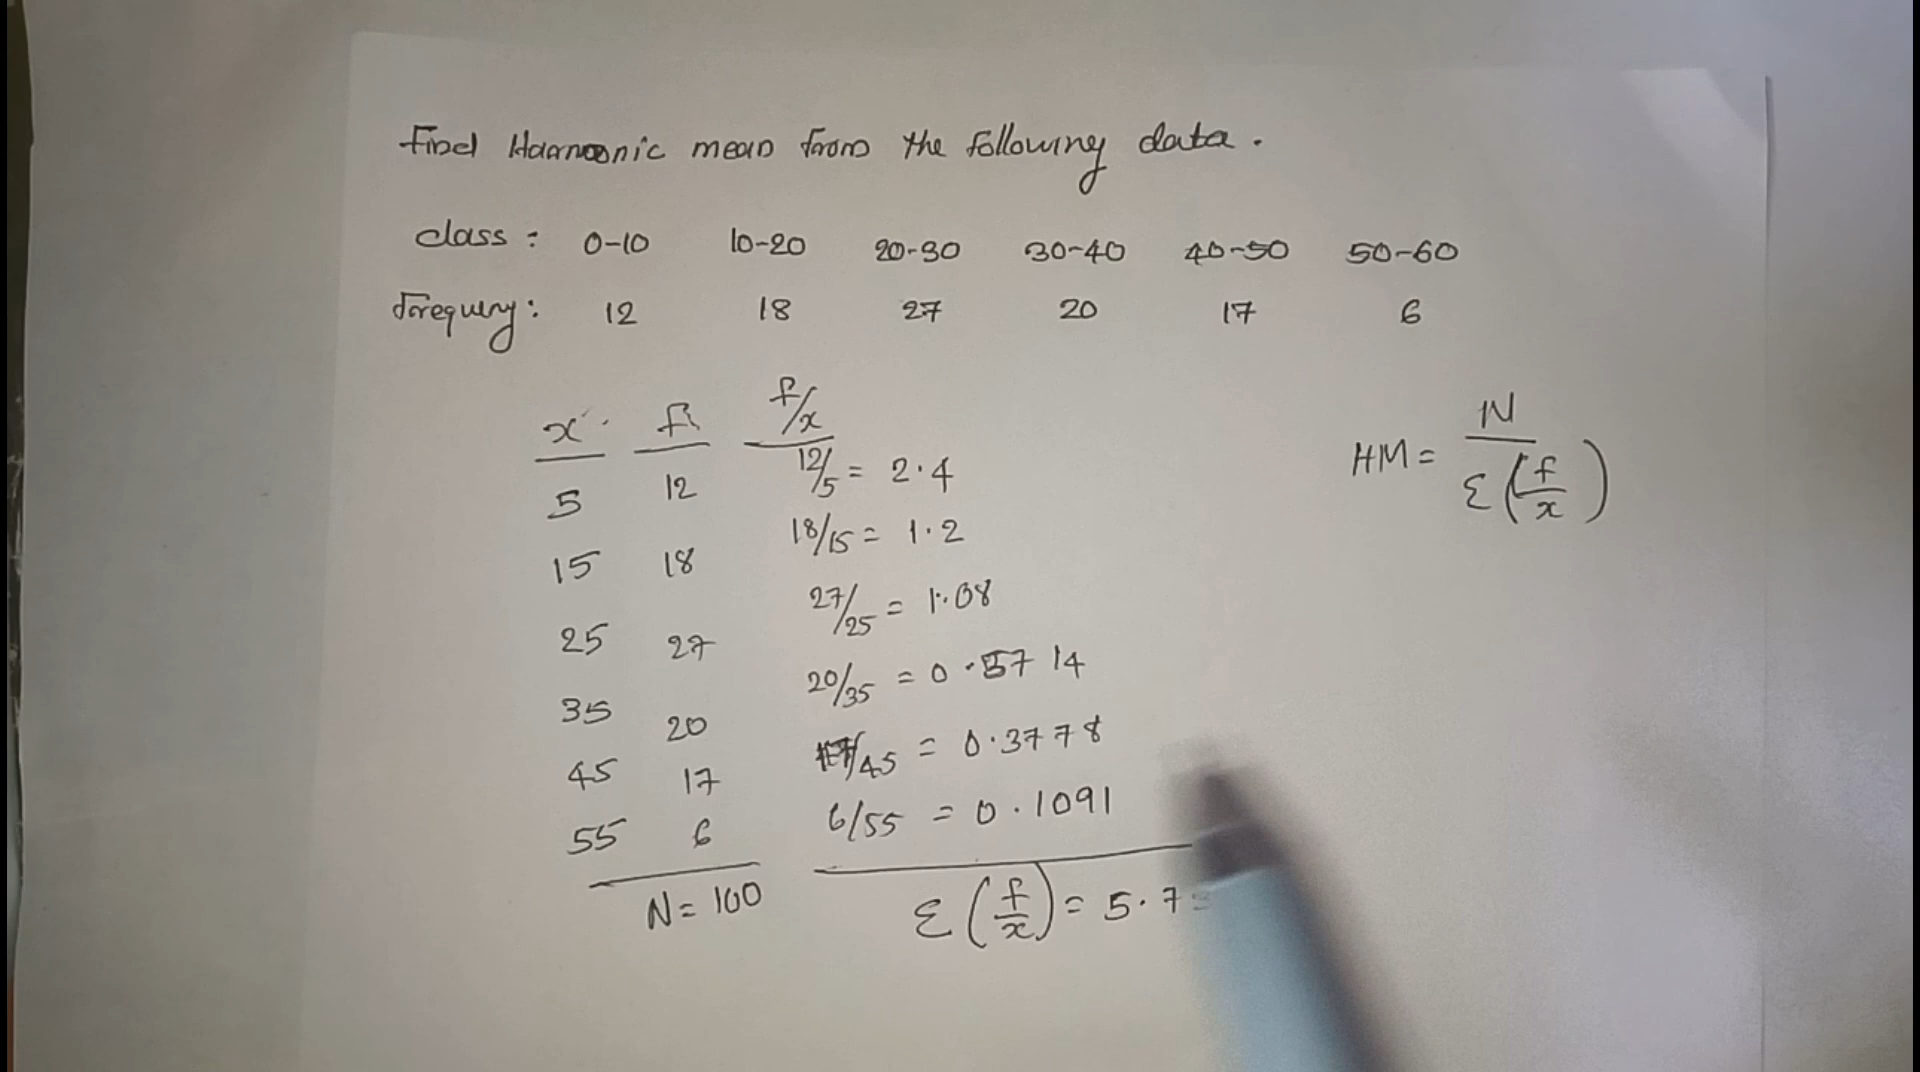 Find Harmonic mean from the following data.
class: 0-10 10-20 20-30 30-40 40-50 50-60
frequency: 12 18 27 20 17 6
x f f/x
HM = N / Σ(f/x)
5 12 12/5 = 2.4
15 18 18/15 = 1.2
25 27 27/25 = 1.08
35 20 20/35 = 0.5714
45 17 17/45 = 0.3778
55 6 6/55 = 0.1091
N = 100 Σ(f/x) = 5.7